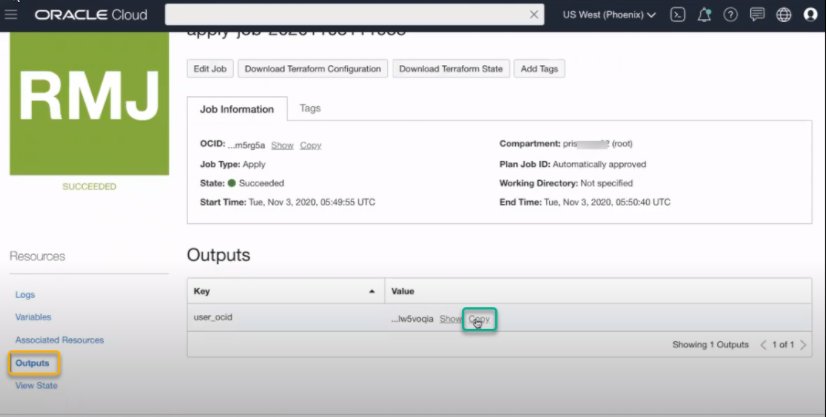 ORACLE Cloud
US West (Phoenix)
RMJ
SUCCEEDED
Edit Job Download Terraform Configuration Download Terraform State Add Tags
Job Information Tags
OCID: ...m5rg5a Show Copy
Compartment: pris (root)
Job Type: Apply
Plan Job ID: Automatically approved
State: Succeeded
Working Directory: Not specified
Start Time: Tue, Nov 3, 2020, 05:49:55 UTC
End Time: Tue, Nov 3, 2020, 05:50:40 UTC
Resources
Logs
Variables
Associated Resources
Outputs
View State
Outputs
Key Value
user_ocid ...lw5voqia Show Copy
Showing 1 Outputs < 1 of 1 >